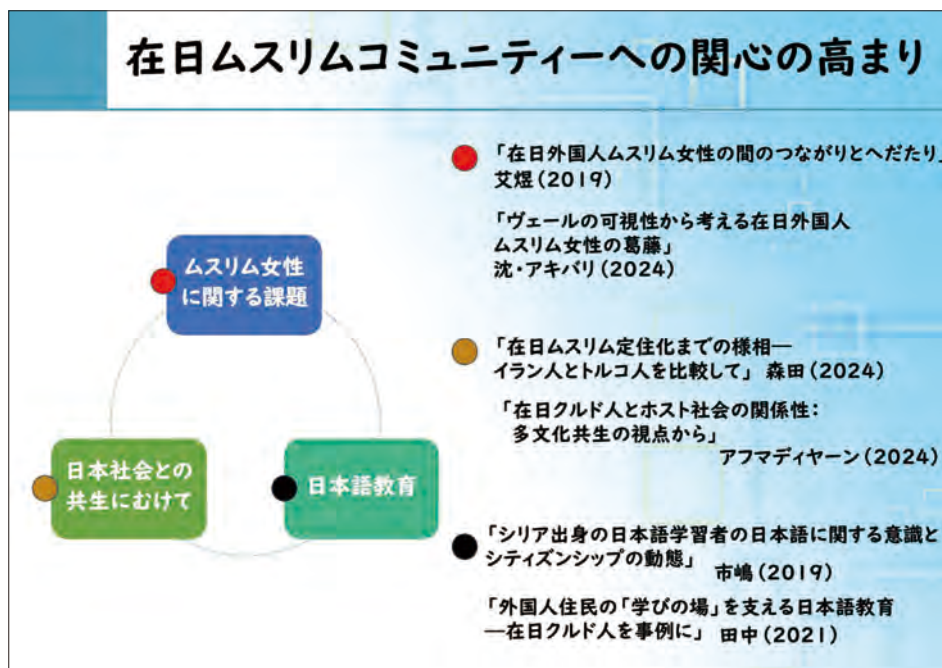 在日ムスリムコミュニティーへの関心の高まり
ムスリム女性
に関する課題
日本社会との
共生にむけて
日本語教育
「在日外国人ムスリム女性の間のつながりとへだたり」
艾煜(2019)
「ヴェールの可視性から考える在日外国人
ムスリム女性の葛藤」
沈・アキバリ(2024)
「在日ムスリム定住化までの様相—
イラン人とトルコ人を比較して」 森田(2024)
「在日クルド人とホスト社会の関係性:
多文化共生の視点から」
アフマディヤーン(2024)
「シリア出身の日本語学習者の日本語に関する意識と
シティズンシップの動態」 市嶋(2019)
「外国人住民の「学びの場」を支える日本語教育
—在日クルド人を事例に」 田中(2021)